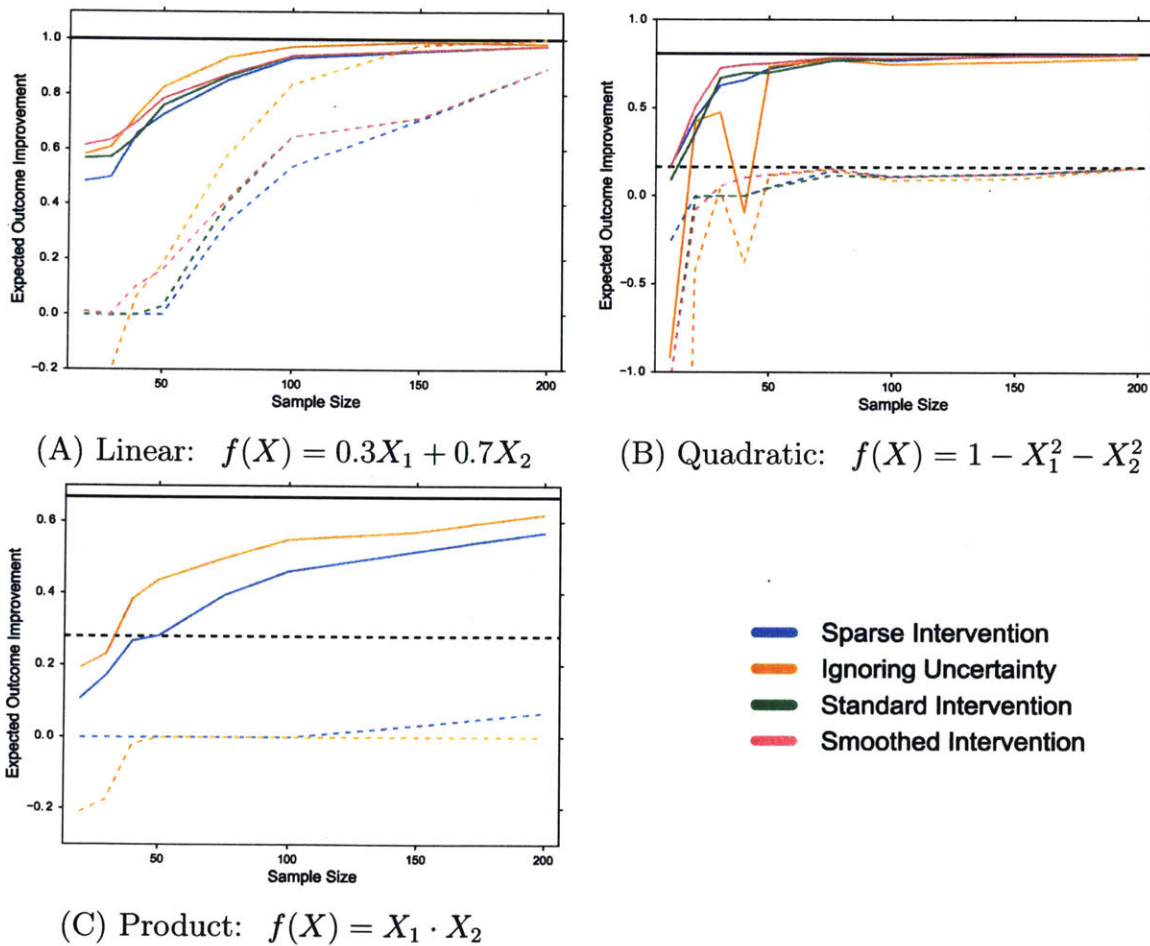 Expected Outcome Improvement
1.0
0.8
0.6
0.4
0.2
0.0
−0.2
50
100
150
200
Sample Size
(A) Linear: f(X) = 0.3X₁ + 0.7X₂
Expected Outcome Improvement
1.0
0.5
0.0
−0.5
−1.0
50
100
150
200
Sample Size
(B) Quadratic: f(X) = 1 − X₁² − X₂²
Expected Outcome Improvement
0.6
0.4
0.2
0.0
−0.2
50
100
150
200
Sample Size
(C) Product: f(X) = X₁ · X₂
Sparse Intervention
Ignoring Uncertainty
Standard Intervention
Smoothed Intervention